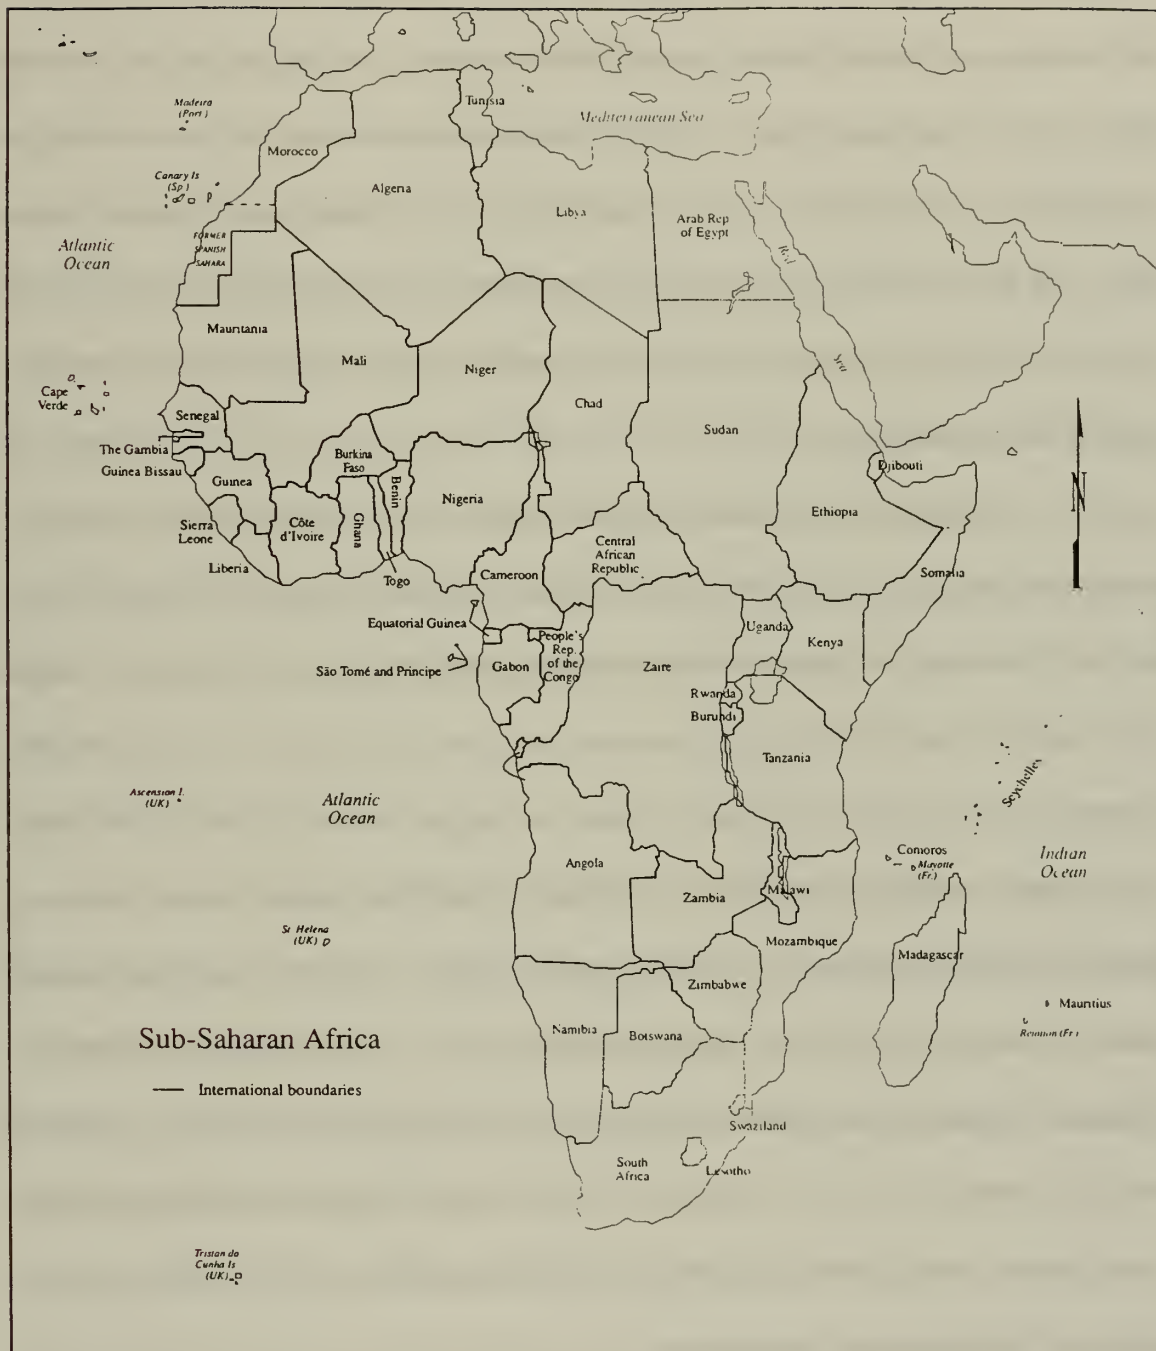 Madeira
(Port.)
Tunisia
Mediterranean Sea
Morocco
Canary Is
(Sp)
Algeria
Libya
Arab Rep
of Egypt
Atlantic
Ocean
FORMER
SPANISH
SAHARA
Red
Sea
Mauritania
Mali
Niger
Chad
Sudan
Cape
Verde
Senegal
The Gambia
Guinea Bissau
Guinea
Burkina
Faso
Benin
Nigeria
Djibouti
N
Ethiopia
Sierra
Leone
Côte
d'Ivoire
Ghana
Central
African
Republic
Liberia
Togo
Cameroon
Somalia
Equatorial Guinea
People's
Rep.
of the
Congo
Uganda
Kenya
São Tomé and Principe
Gabon
Zaire
Rwanda
Burundi
Tanzania
Seychelles
Ascension I.
(UK)
Atlantic
Ocean
Angola
Comoros
Mayotte
(Fr.)
Indian
Ocean
Zambia
Malawi
St Helena
(UK)
Mozambique
Madagascar
Zimbabwe
Mauritius
Reunion (Fr.)
Namibia
Botswana
Sub-Saharan Africa
International boundaries
Swaziland
South
Africa
Lesotho
Tristan da
Cunha Is
(UK)